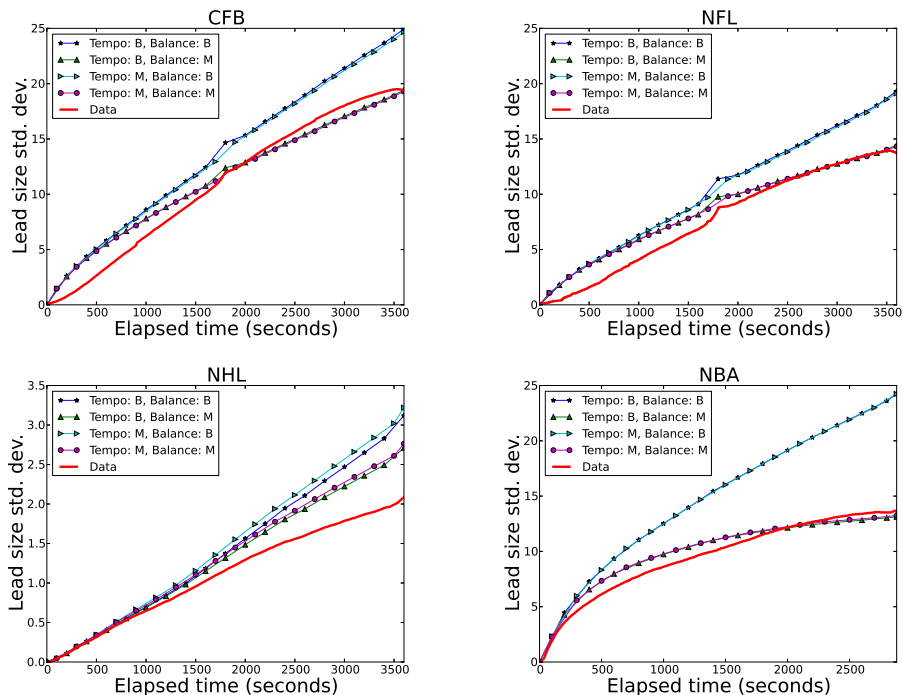 CFB
25
20
15
10
5
0
0 500 1000 1500 2000 2500 3000 3500
Lead size std. dev.
Elapsed time (seconds)
Tempo: B, Balance: B
Tempo: B, Balance: M
Tempo: M, Balance: B
Tempo: M, Balance: M
Data
NFL
25
20
15
10
5
0
0 500 1000 1500 2000 2500 3000 3500
Lead size std. dev.
Elapsed time (seconds)
Tempo: B, Balance: B
Tempo: B, Balance: M
Tempo: M, Balance: B
Tempo: M, Balance: M
Data
NHL
3.5
3.0
2.5
2.0
1.5
1.0
0.5
0.0
0 500 1000 1500 2000 2500 3000 3500
Lead size std. dev.
Elapsed time (seconds)
Tempo: B, Balance: B
Tempo: B, Balance: M
Tempo: M, Balance: B
Tempo: M, Balance: M
Data
NBA
25
20
15
10
5
0
0 500 1000 1500 2000 2500
Lead size std. dev.
Elapsed time (seconds)
Tempo: B, Balance: B
Tempo: B, Balance: M
Tempo: M, Balance: B
Tempo: M, Balance: M
Data